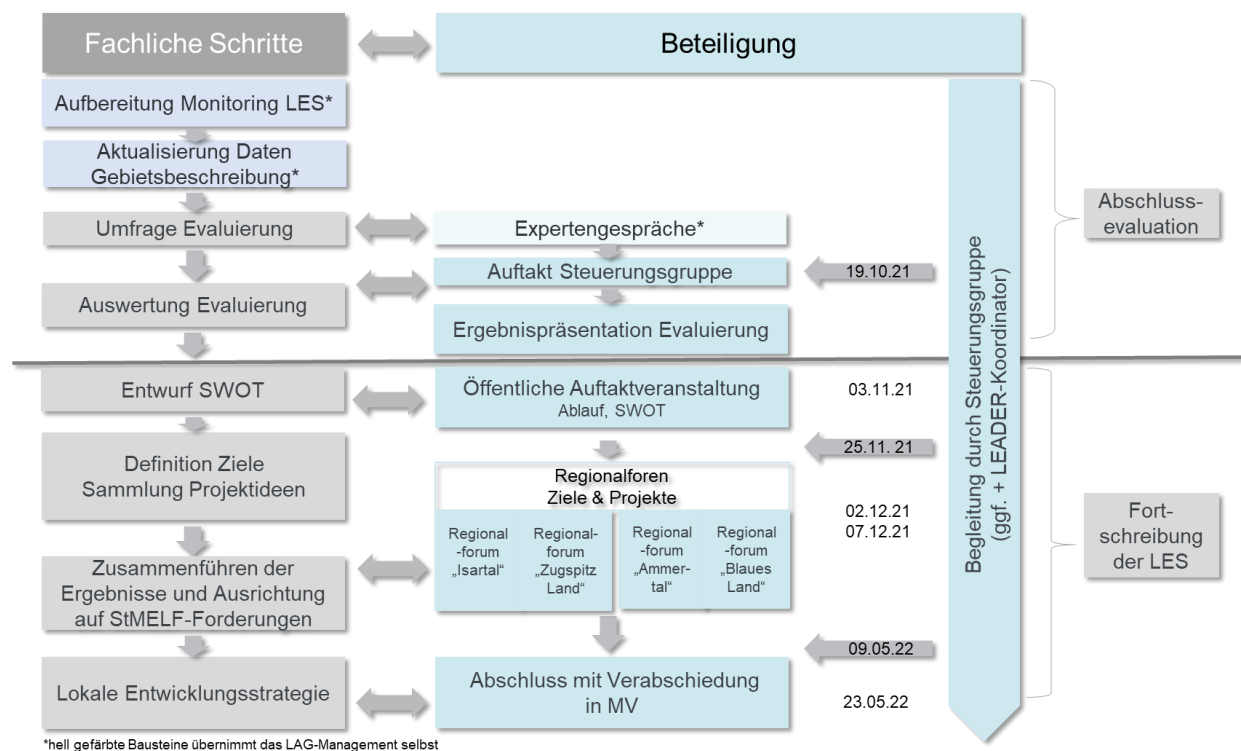 Fachliche Schritte
Beteiligung
Aufbereitung Monitoring LES*
Aktualisierung Daten
Gebietsbeschreibung*
Umfrage Evaluierung
Expertengespräche*
Auftakt Steuerungsgruppe
19.10.21
Auswertung Evaluierung
Ergebnispräsentation Evaluierung
Abschluss-
evaluation
Entwurf SWOT
Öffentliche Auftaktveranstaltung
Ablauf, SWOT
03.11.21
25.11. 21
Definition Ziele
Sammlung Projektideen
Regionalforen
Ziele & Projekte
02.12.21
07.12.21
Regional
-forum
„Isartal“
Regional-
forum
„Zugspitz
Land“
Regional
-forum
„Ammer-
tal“
Regional
-forum
„Blaues
Land“
Zusammenführen der
Ergebnisse und Ausrichtung
auf StMELF-Forderungen
09.05.22
Lokale Entwicklungsstrategie
Abschluss mit Verabschiedung
in MV
23.05.22
Begleitung durch Steuerungsgruppe
(ggf. + LEADER-Koordinator)
Fort-
schreibung
der LES
*hell gefärbte Bausteine übernimmt das LAG-Management selbst